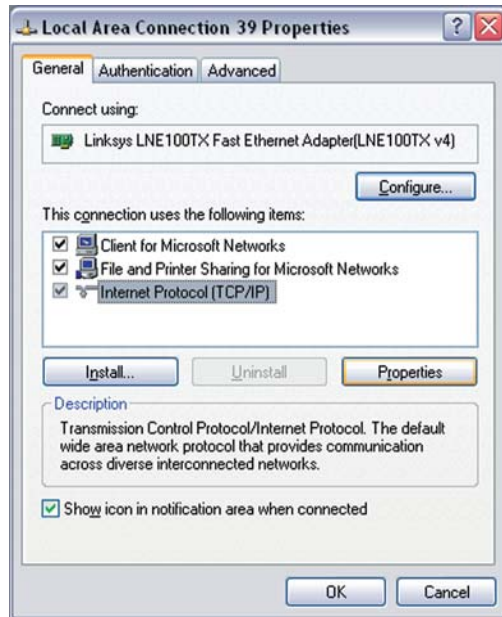 Local Area Connection 39 Properties
General Authentication Advanced
Connect using:
Linksys LNE100TX Fast Ethernet Adapter(LNE100TX v4)
Configure...
This connection uses the following items:
Client for Microsoft Networks
File and Printer Sharing for Microsoft Networks
Internet Protocol (TCP/IP)
Install... Uninstall Properties
Description
Transmission Control Protocol/Internet Protocol. The default
wide area network protocol that provides communication
across diverse interconnected networks.
Show icon in notification area when connected
OK Cancel